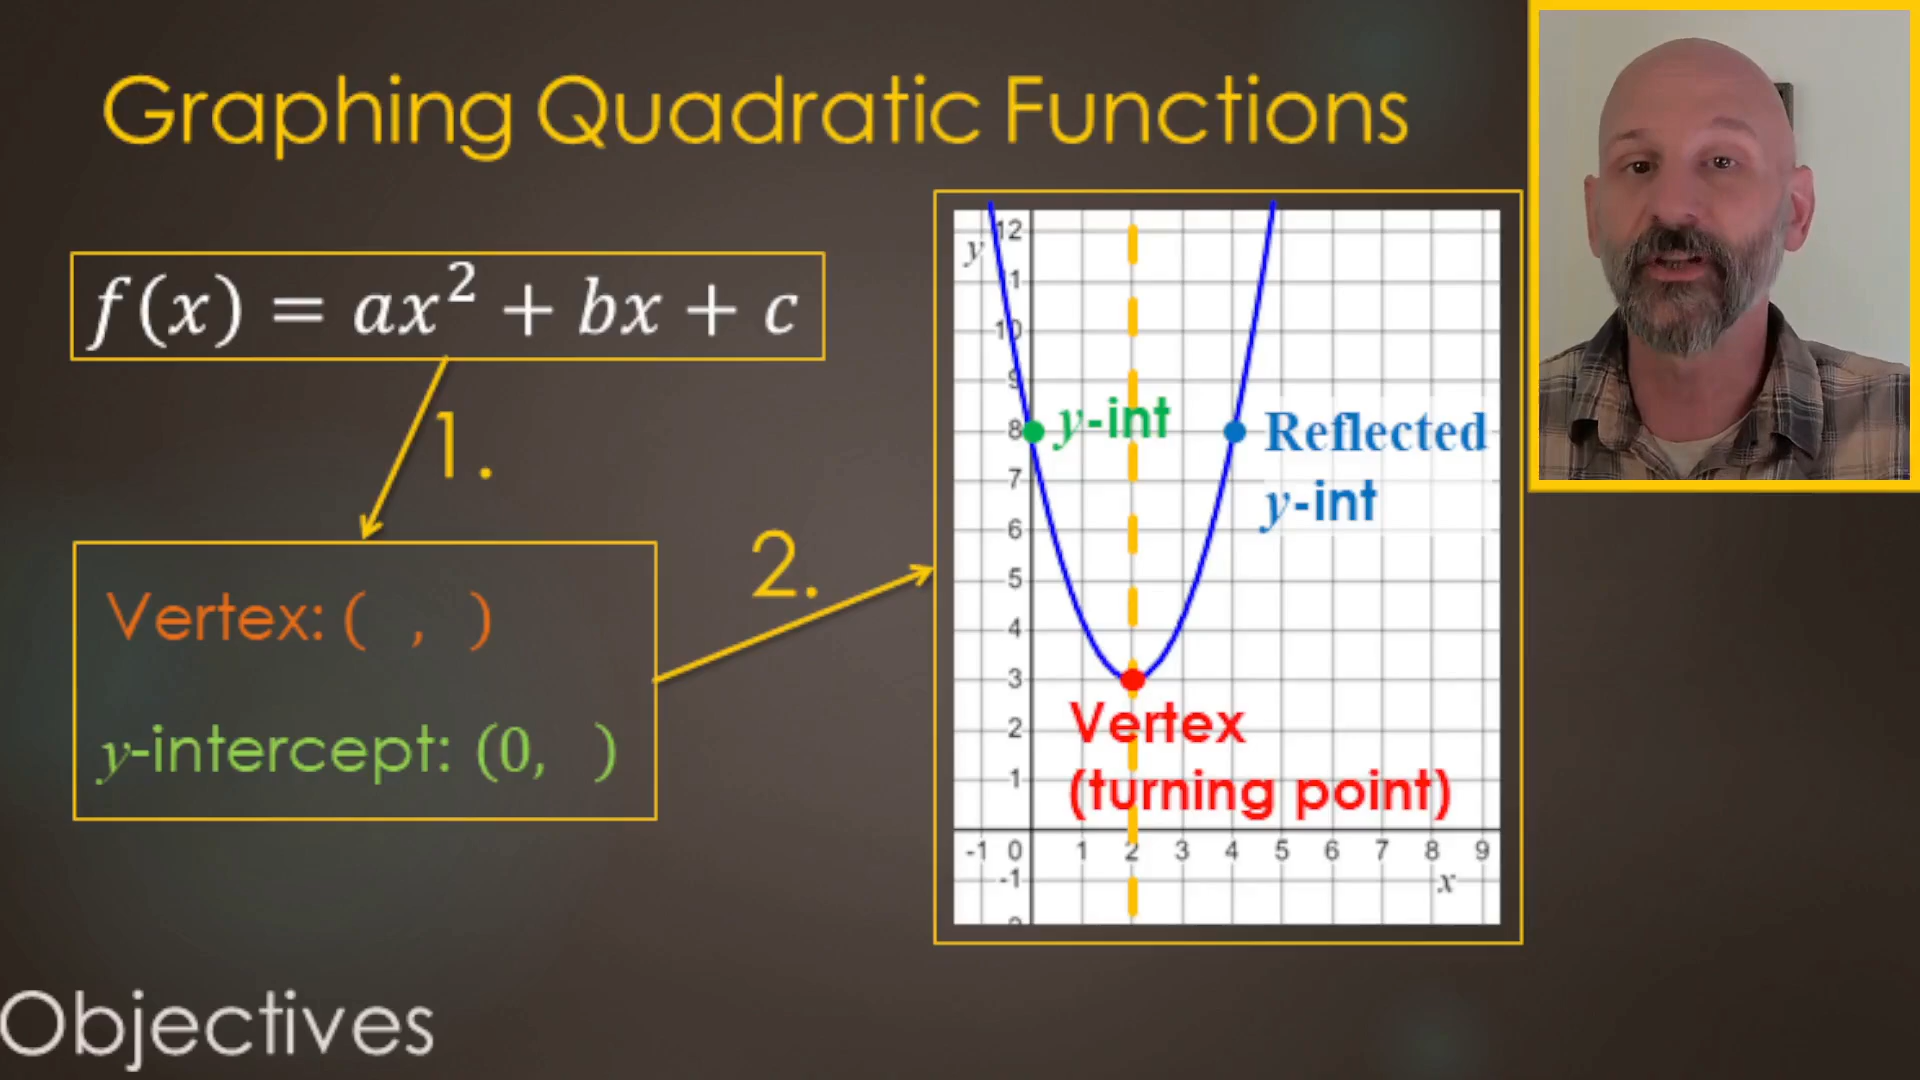 Graphing Quadratic Functions
f(x) = ax² + bx + c
1.
Vertex: ( , )
y-intercept: (0, )
2.
y
12
1
10
9
8
7
6
5
4
3
2
1
-1 0 1 2 3 4 5 6 7 8 9
-1
x
y-int
Reflected
y-int
Vertex
(turning point)
Objectives